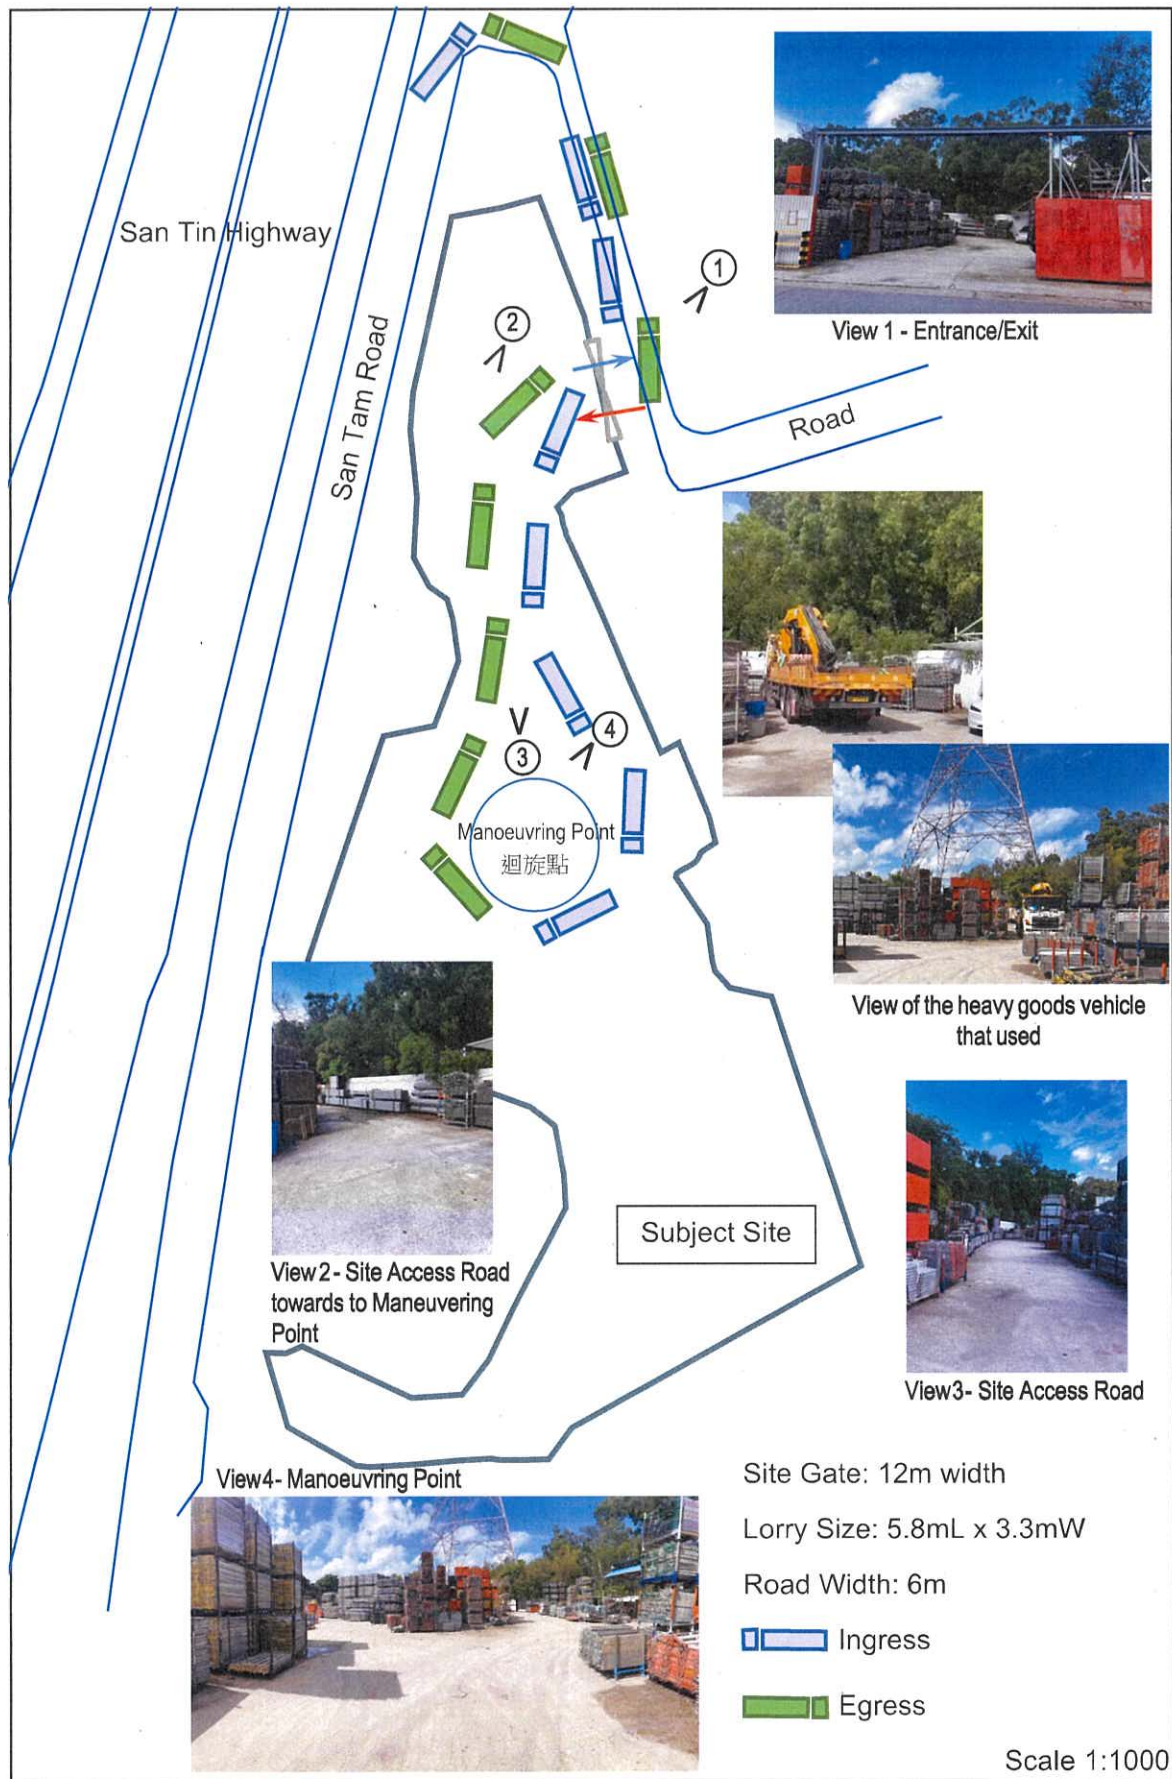 San Tin Highway
San Tam Road
1
View 1 - Entrance/Exit
2
Road
4
3
Manoeuvring Point
迴旋點
View of the heavy goods vehicle
that used
Subject Site
View2- Site Access Road
towards to Maneuvering
Point
View3- Site Access Road
View4- Manoeuvring Point
Site Gate: 12m width
Lorry Size: 5.8mL x 3.3mW
Road Width: 6m
Ingress
Egress
Scale 1:1000